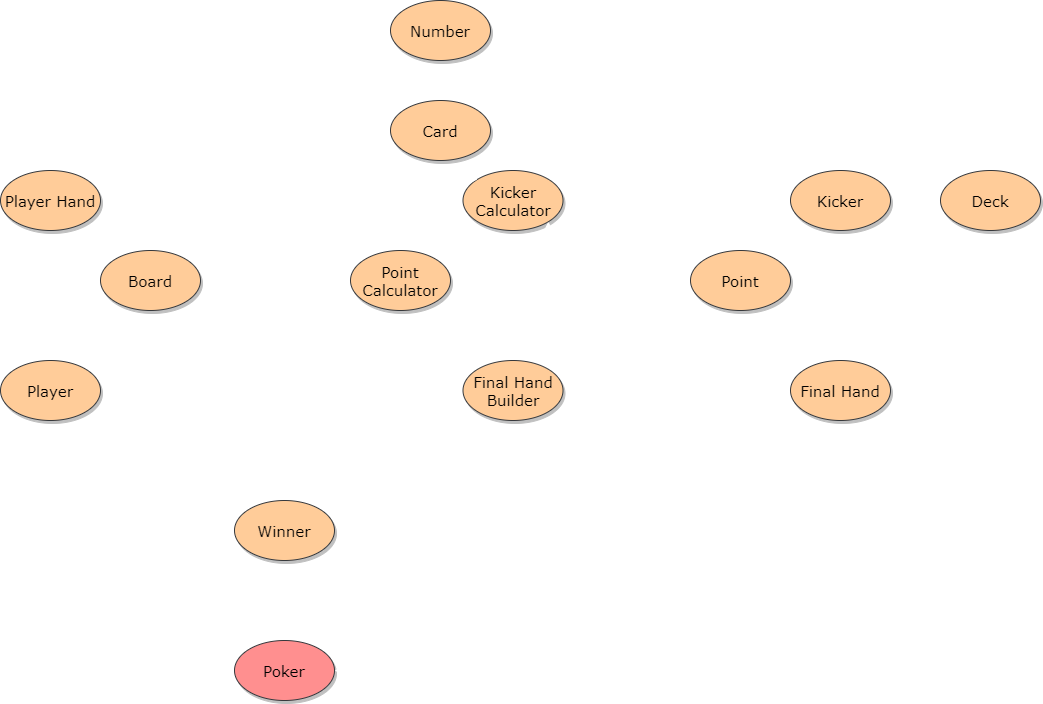 Number
Card
Player Hand
Kicker
Calculator
Kicker
Deck
Board
Point
Calculator
Point
Player
Final Hand
Builder
Final Hand
Winner
Poker